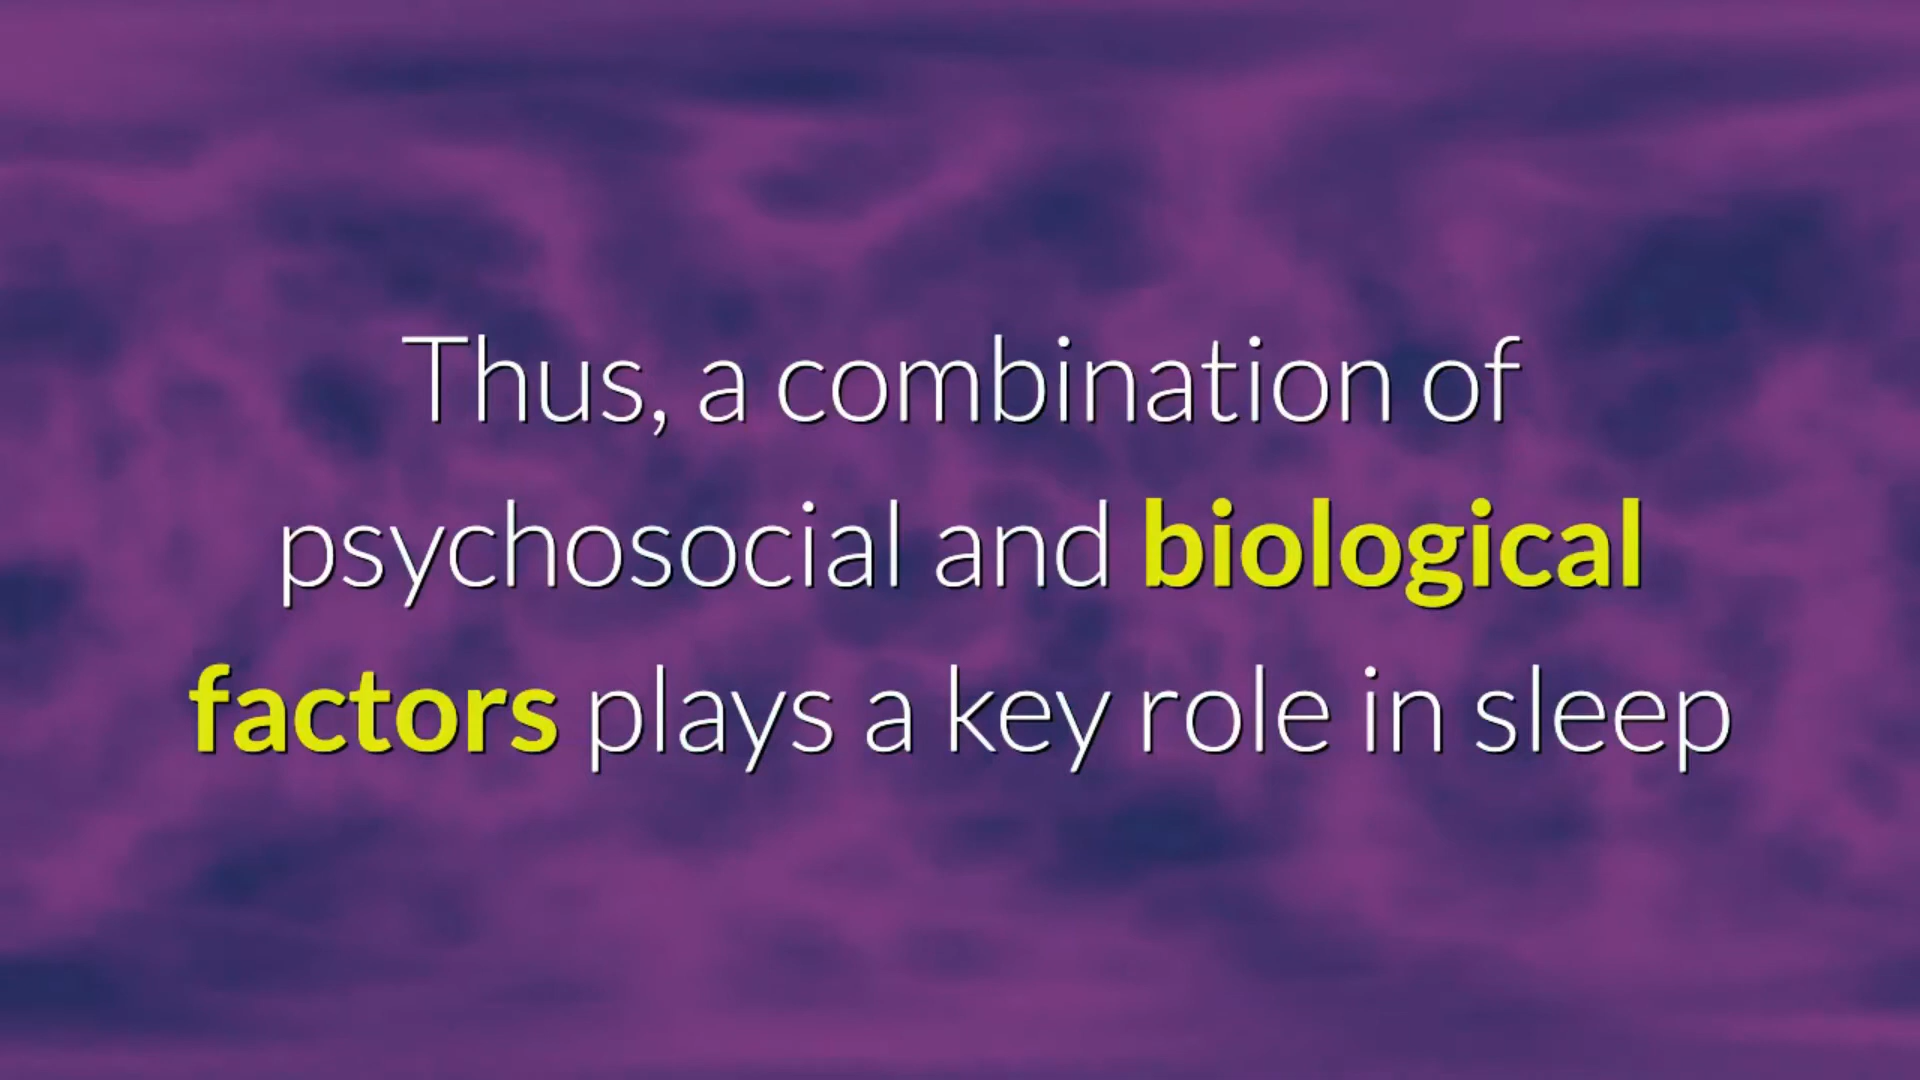 Thus, a combination of
psychosocial and biological
factors plays a key role in sleep